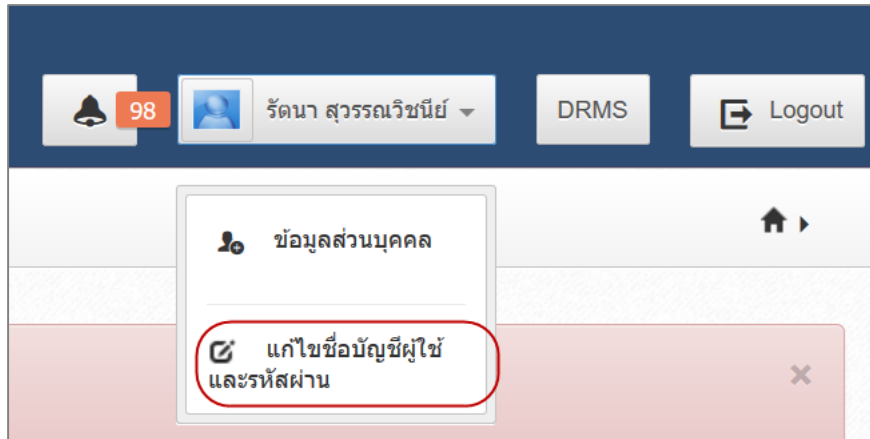 98
รัตนา สุวรรณวิชนีย์
DRMS
Logout
ข้อมูลส่วนบุคคล
แก้ไขชื่อบัญชีผู้ใช้
และรหัสผ่าน